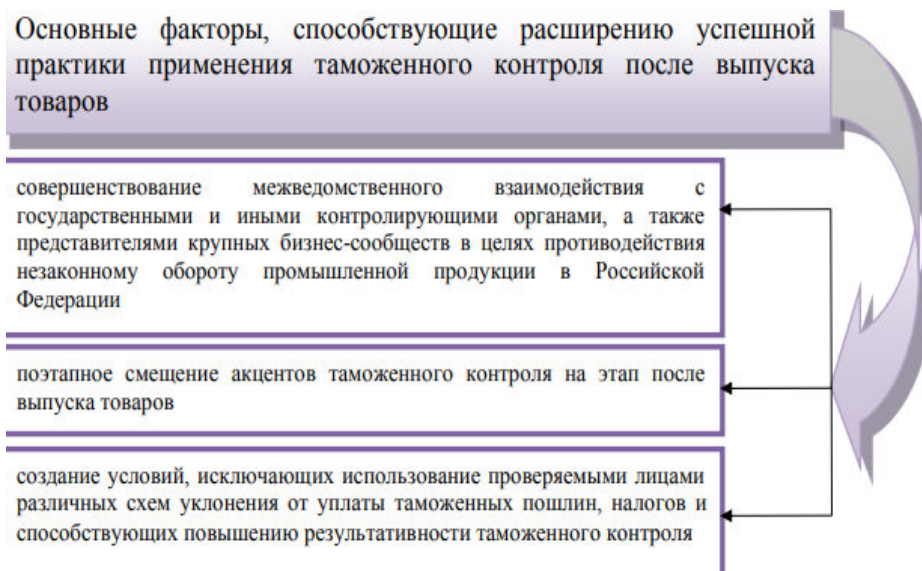 Основные факторы, способствующие расширению успешной
практики применения таможенного контроля после выпуска
товаров
совершенствование межведомственного взаимодействия с
государственными и иными контролирующими органами, а также
представителями крупных бизнес-сообществ в целях противодействия
незаконному обороту промышленной продукции в Российской
Федерации
поэтапное смещение акцентов таможенного контроля на этап после
выпуска товаров
создание условий, исключающих использование проверяемыми лицами
различных схем уклонения от уплаты таможенных пошлин, налогов и
способствующих повышению результативности таможенного контроля